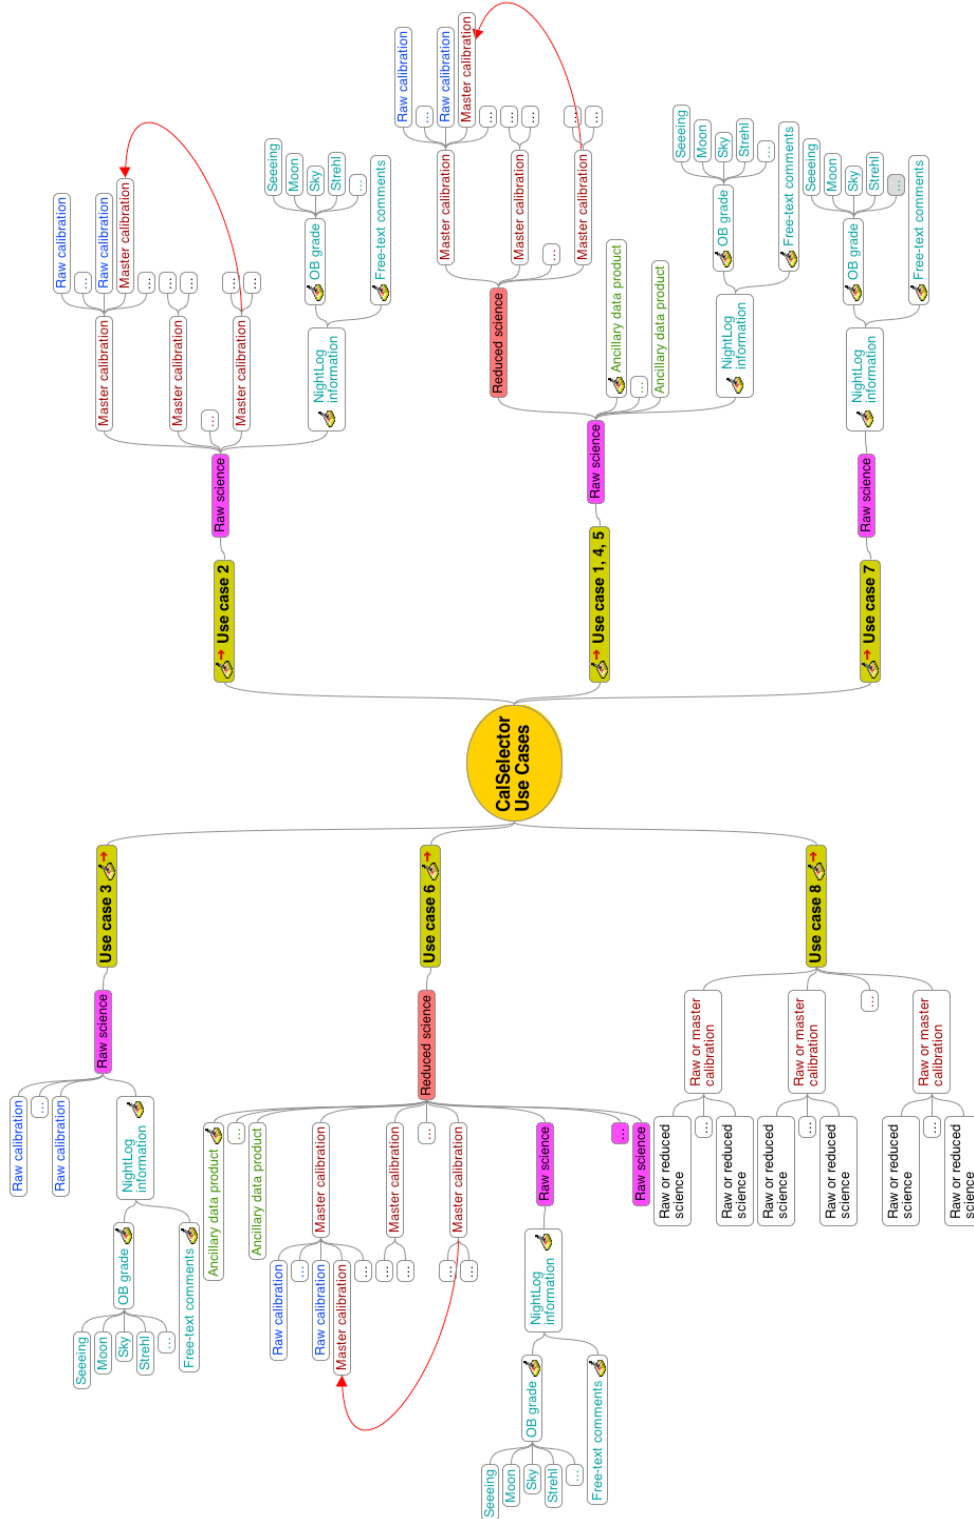 CalSelector
Use Cases
Use case 3
Raw science
Raw calibration
...
Raw calibration
NightLog
information
OB grade
Seeeing
Moon
Sky
Strehl
...
Free-text comments
Use case 6
Reduced science
Ancillary data product
...
Ancillary data product
Master calibration
Raw calibration
...
Raw calibration
Master calibration
...
Master calibration
...
...
...
Master calibration
...
...
Raw science
NightLog
information
OB grade
Seeeing
Moon
Sky
Strehl
...
Free-text comments
...
Raw science
Use case 8
Raw or master
calibration
Raw or reduced
science
...
Raw or reduced
science
Raw or master
calibration
Raw or reduced
science
...
Raw or reduced
science
...
Raw or master
calibration
Raw or reduced
science
...
Raw or reduced
science
Use case 2
Raw science
Master calibration
Raw calibration
...
Raw calibration
Master calibration
...
Master calibration
...
...
...
Master calibration
...
...
NightLog
information
OB grade
Seeeing
Moon
Sky
Strehl
...
Free-text comments
Use case 1, 4, 5
Raw science
Reduced science
Master calibration
Raw calibration
...
Raw calibration
Master calibration
...
Master calibration
...
...
...
Master calibration
...
...
Ancillary data product
...
Ancillary data product
NightLog
information
OB grade
Seeeing
Moon
Sky
Strehl
...
Free-text comments
Use case 7
Raw science
NightLog
information
OB grade
Seeeing
Moon
Sky
Strehl
...
Free-text comments